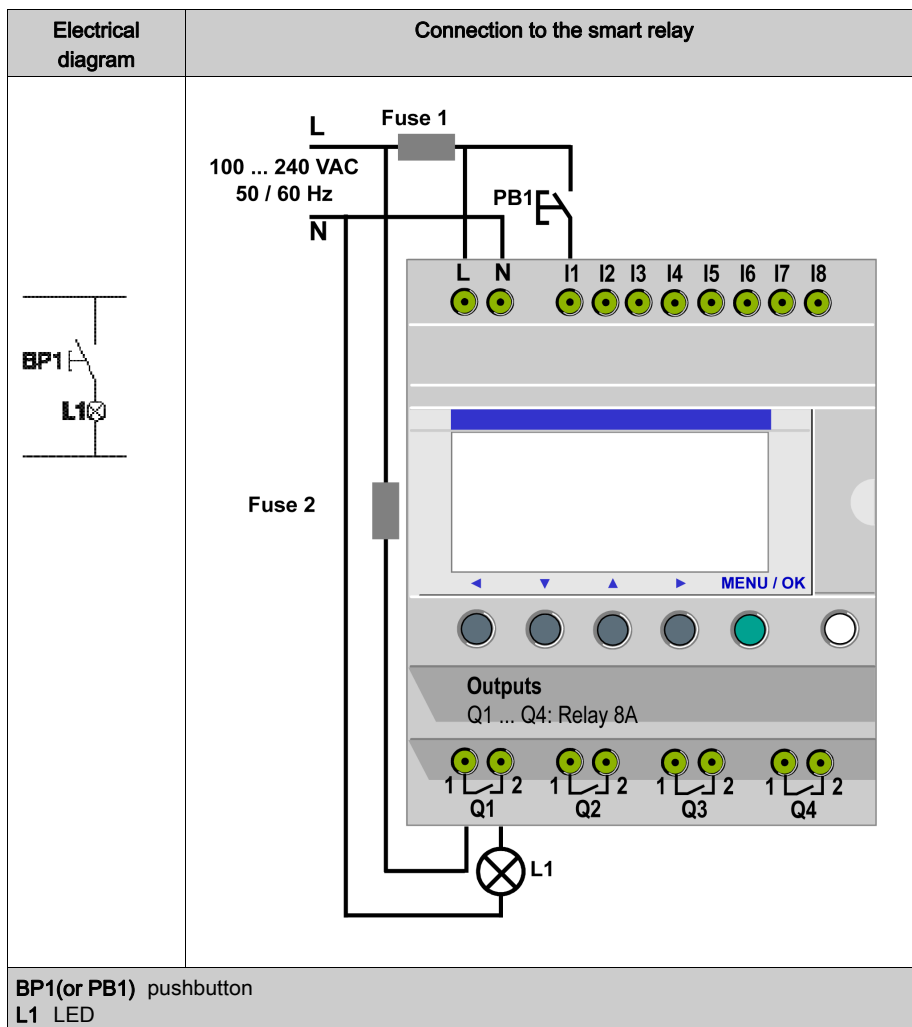 Electrical
diagram
Connection to the smart relay
L
Fuse 1
100 ... 240 VAC
50 / 60 Hz
N
PB1
L N I1 I2 I3 I4 I5 I6 I7 I8
BP1
L1
Fuse 2
MENU / OK
Outputs
Q1 ... Q4: Relay 8A
1 2 1 2 1 2 1 2
Q1 Q2 Q3 Q4
L1
BP1(or PB1) pushbutton
L1 LED